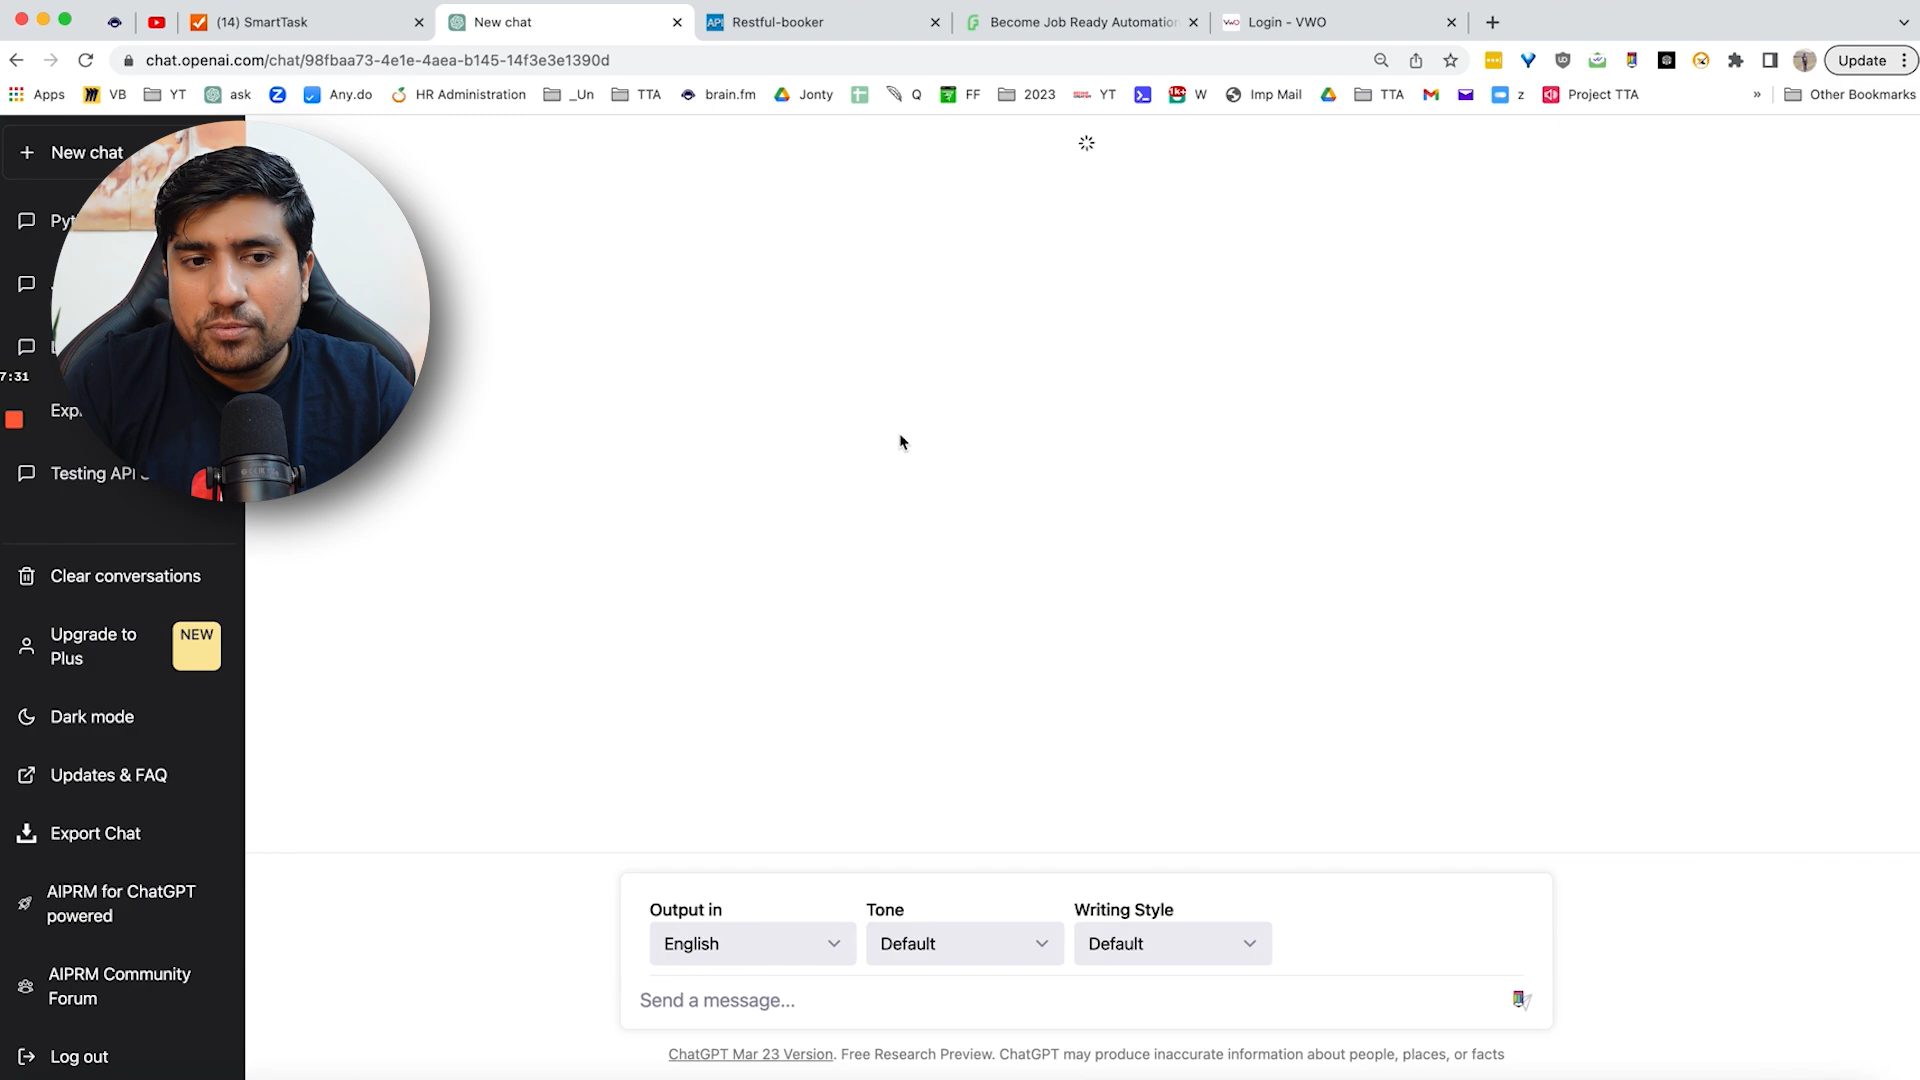 (14) SmartTask
New chat
Restful-booker
Become Job Ready Automation
Login - VWO
chat.openai.com/chat/98fbaa73-4e1e-4aea-b145-14f3e3e1390d
Update
Apps
VB
YT
ask
Any.do
HR Administration
_Un
TTA
brain.fm
Jonty
Q
FF
2023
YT
W
Imp Mail
TTA
z
Project TTA
»
Other Bookmarks
New chat
7:31
Testing API
Clear conversations
Upgrade to
Plus
NEW
Dark mode
Updates & FAQ
Export Chat
AIPRM for ChatGPT
powered
AIPRM Community
Forum
Log out
Output in
Tone
Writing Style
English
Default
Default
Send a message...
ChatGPT Mar 23 Version. Free Research Preview. ChatGPT may produce inaccurate information about people, places, or facts